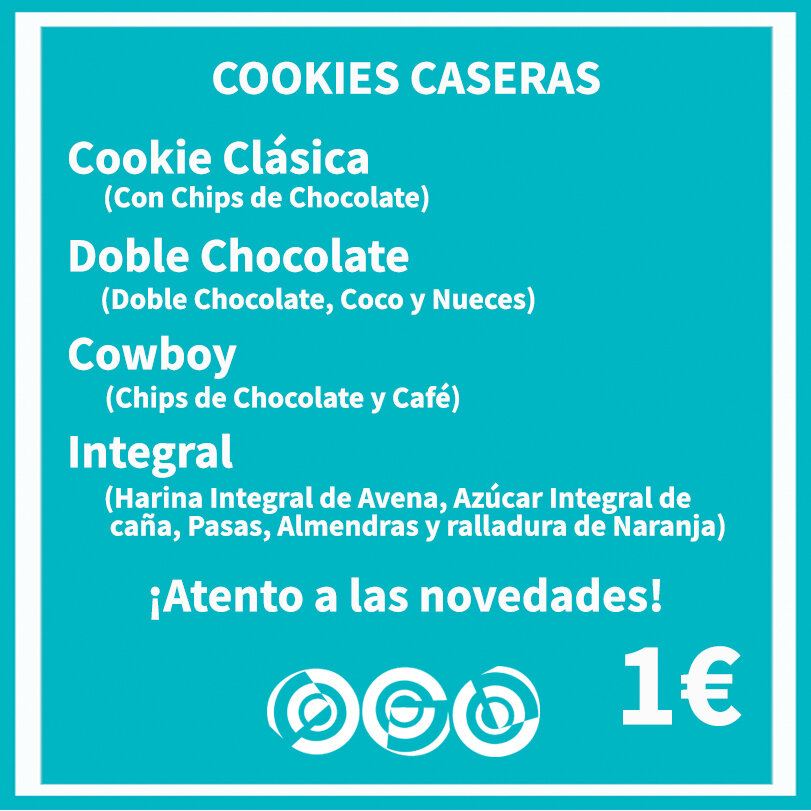 COOKIES CASERAS
Cookie Clásica
(Con Chips de Chocolate)
Doble Chocolate
(Doble Chocolate, Coco y Nueces)
Cowboy
(Chips de Chocolate y Café)
Integral
(Harina Integral de Avena, Azúcar Integral de
caña, Pasas, Almendras y ralladura de Naranja)
¡Atento a las novedades!
1€